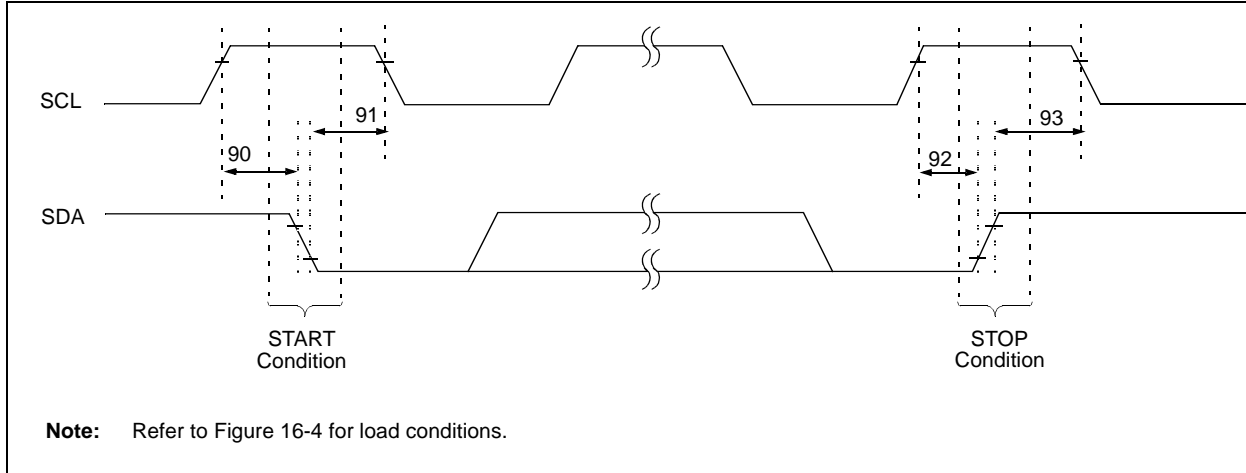 SCL
91
93
90
92
SDA
START
Condition
STOP
Condition
Note: Refer to Figure 16-4 for load conditions.